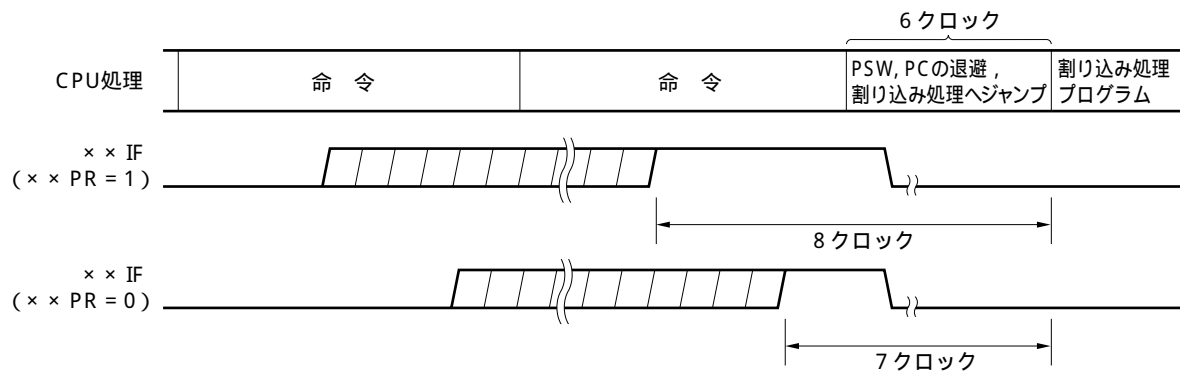 6 クロック
CPU処理
命 令
命 令
PSW, PCの退避,
割り込み処理へジャンプ
割り込み処理
プログラム
× × IF
( × × PR = 1 )
8 クロック
× × IF
( × × PR = 0 )
7 クロック